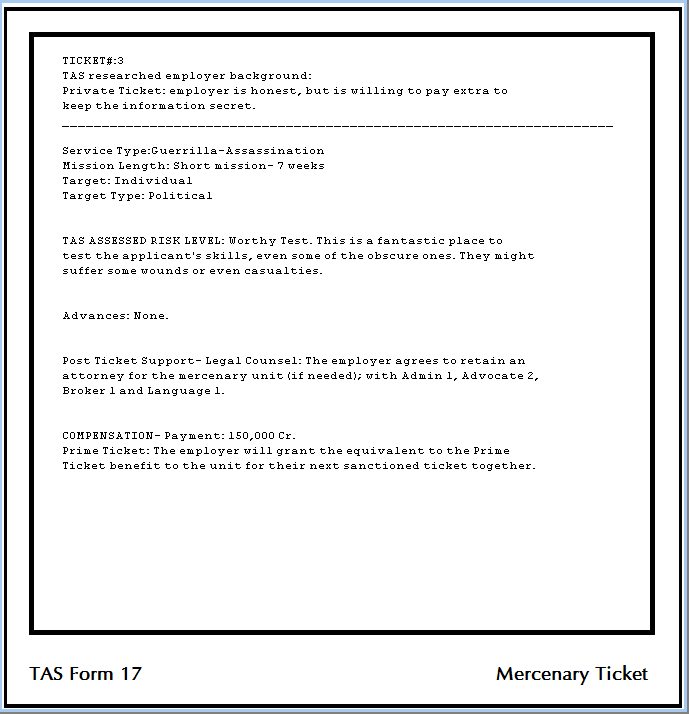 TICKET#:3
TAS researched employer background:
Private Ticket: employer is honest, but is willing to pay extra to
keep the information secret.
Service Type:Guerrilla-Assassination
Mission Length: Short mission- 7 weeks
Target: Individual
Target Type: Political
TAS ASSESSED RISK LEVEL: Worthy Test. This is a fantastic place to
test the applicant's skills, even some of the obscure ones. They might
suffer some wounds or even casualties.
Advances: None.
Post Ticket Support- Legal Counsel: The employer agrees to retain an
attorney for the mercenary unit (if needed); with Admin 1, Advocate 2,
Broker 1 and Language 1.
COMPENSATION- Payment: 150,000 Cr.
Prime Ticket: The employer will grant the equivalent to the Prime
Ticket benefit to the unit for their next sanctioned ticket together.
TAS Form 17
Mercenary Ticket